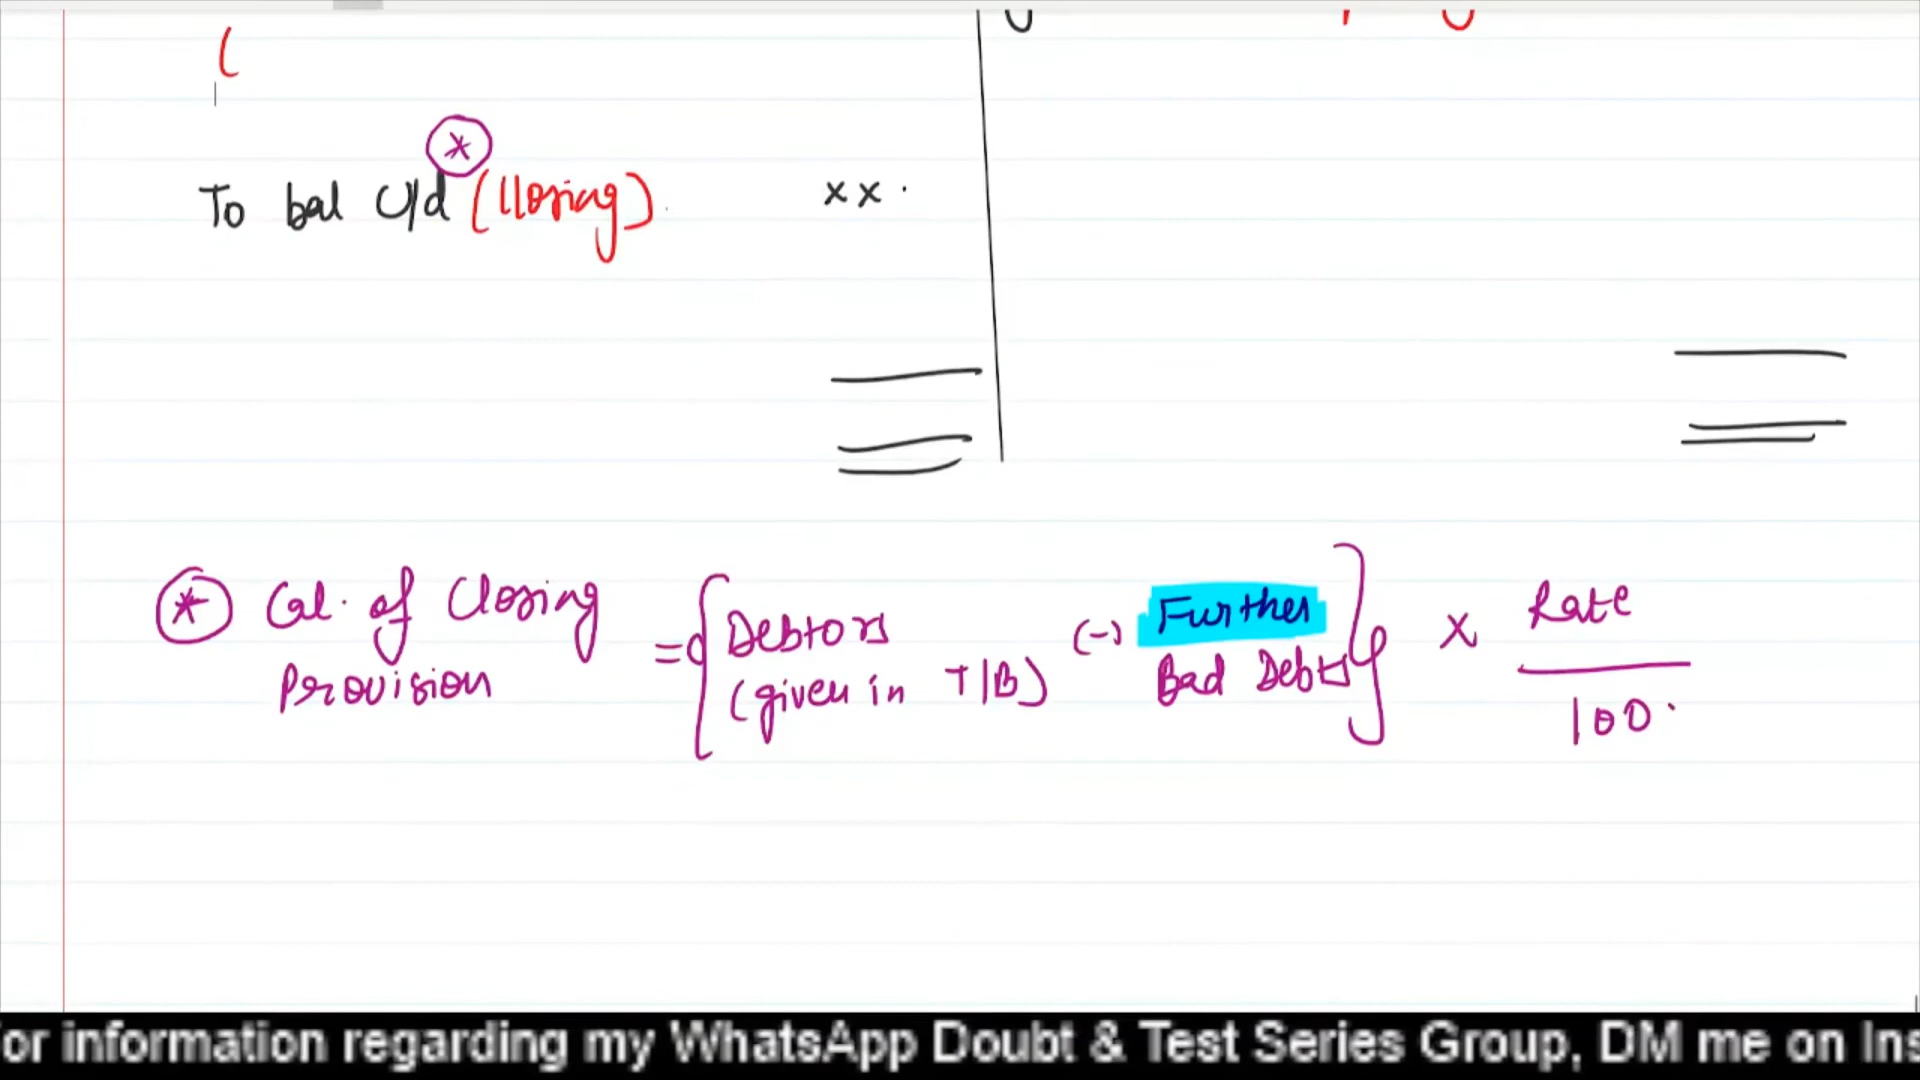 *
To bal c/d (Closing) xx.
* Cal. of Closing Provision = { Debtors (given in T/B) (-) Further Bad Debts } x Rate / 100.
or information regarding my WhatsApp Doubt & Test Series Group, DM me on Ins